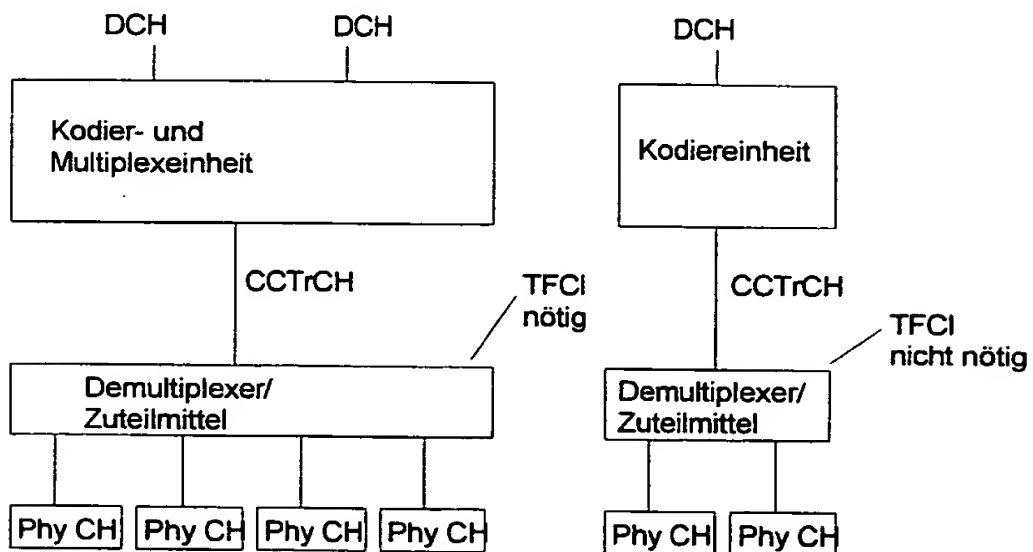 DCH
DCH
Kodier- und
Multiplexeinheit
CCTrCH
TFCI
nötig
Demultiplexer/
Zuteilmittel
Phy CH
Phy CH
Phy CH
Phy CH
DCH
Kodiereinheit
CCTrCH
TFCI
nicht nötig
Demultiplexer/
Zuteilmittel
Phy CH
Phy CH